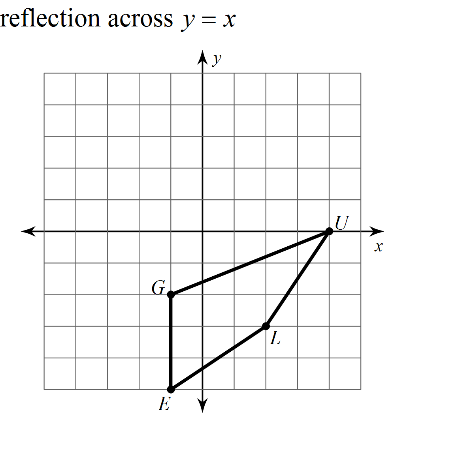 reflection across y = x
y
U
x
G
L
E